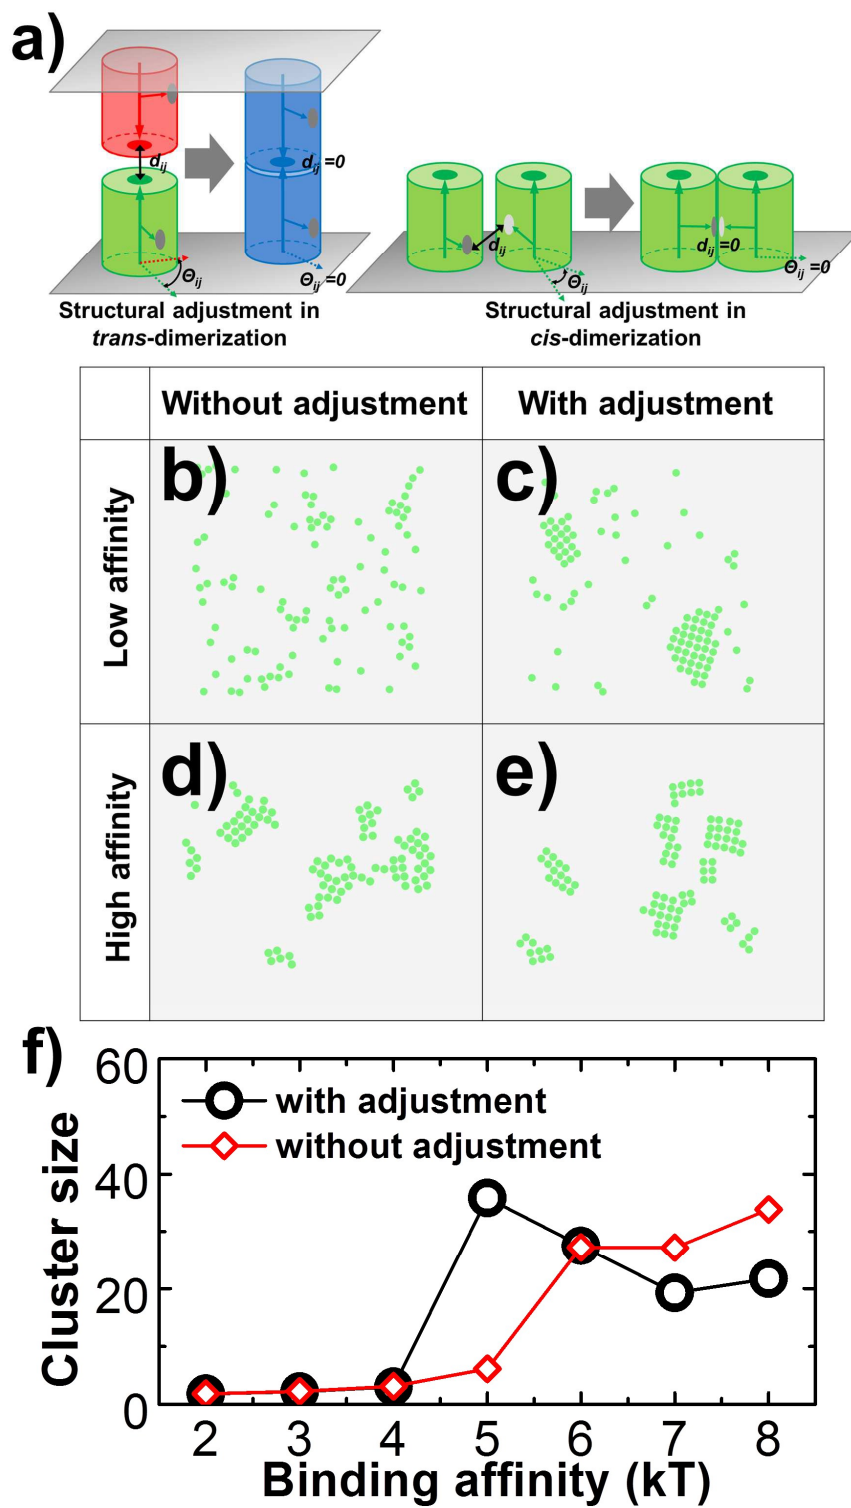 a)
d_ij
d_ij =0
Θ_ij
Θ_ij =0
d_ij
d_ij =0
Θ_ij
Θ_ij =0
Structural adjustment in
trans-dimerization
Structural adjustment in
cis-dimerization
Without adjustment
With adjustment
Low affinity
b)
c)
High affinity
d)
e)
f)
with adjustment
without adjustment
Cluster size
60
40
20
0
2 3 4 5 6 7 8
Binding affinity (kT)